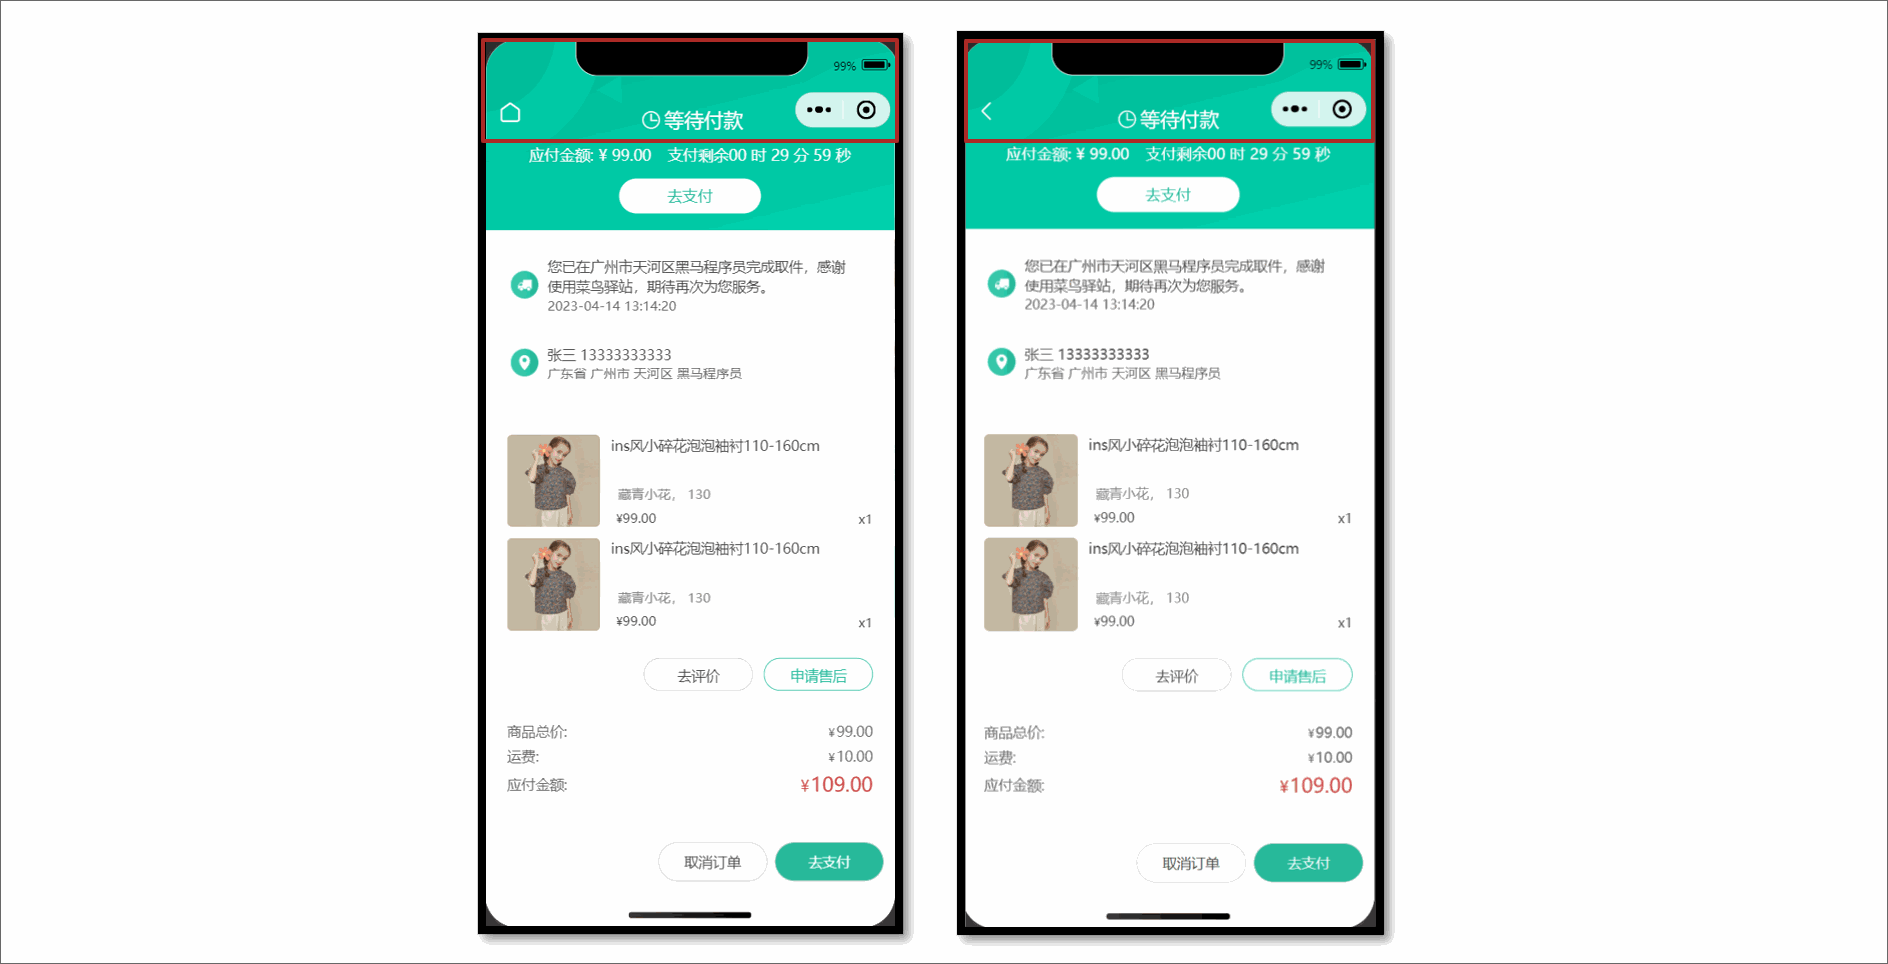 99%
等待付款
应付金额: ¥ 99.00 支付剩余00 时 29 分 59 秒
去支付
您已在广州市天河区黑马程序员完成取件，感谢
使用菜鸟驿站，期待再次为您服务。
2023-04-14 13:14:20
张三 13333333333
广东省 广州市 天河区 黑马程序员
ins风小碎花泡泡袖衬110-160cm
藏青小花， 130
¥99.00 x1
ins风小碎花泡泡袖衬110-160cm
藏青小花， 130
¥99.00 x1
去评价 申请售后
商品总价: ¥99.00
运费: ¥10.00
应付金额: ¥109.00
取消订单 去支付
99%
等待付款
应付金额: ¥ 99.00 支付剩余00 时 29 分 59 秒
去支付
您已在广州市天河区黑马程序员完成取件，感谢
使用菜鸟驿站，期待再次为您服务。
2023-04-14 13:14:20
张三 13333333333
广东省 广州市 天河区 黑马程序员
ins风小碎花泡泡袖衬110-160cm
藏青小花， 130
¥99.00 x1
ins风小碎花泡泡袖衬110-160cm
藏青小花， 130
¥99.00 x1
去评价 申请售后
商品总价: ¥99.00
运费: ¥10.00
应付金额: ¥109.00
取消订单 去支付